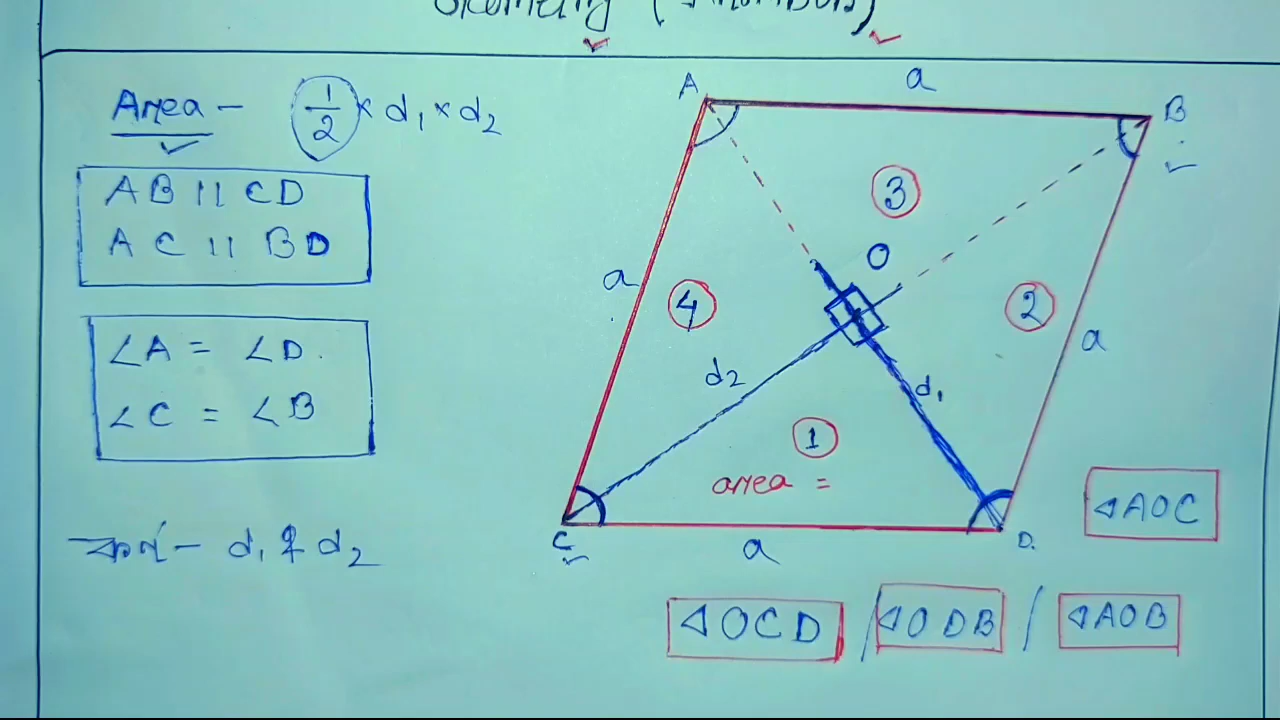 Area - 1/2 × d₁ × d₂
AB || CD
AC || BD
∠A = ∠D.
∠C = ∠B
কর্ণ - d₁ & d₂
A
a
B
3
O
a
4
2
a
d₂
d₁
1
area =
C
a
D.
◁AOC
◁OCD / ◁ODB / ◁AOB